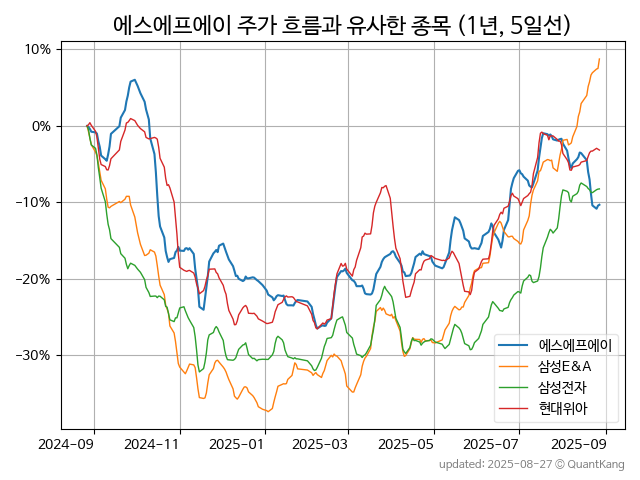 에스에프에이 주가 흐름과 유사한 종목 (1년, 5일선)
10%
0%
−10%
−20%
−30%
2024-09
2024-11
2025-01
2025-03
2025-05
2025-07
2025-09
에스에프에이
삼성E&A
삼성전자
현대위아
updated: 2025-08-27 © QuantKang